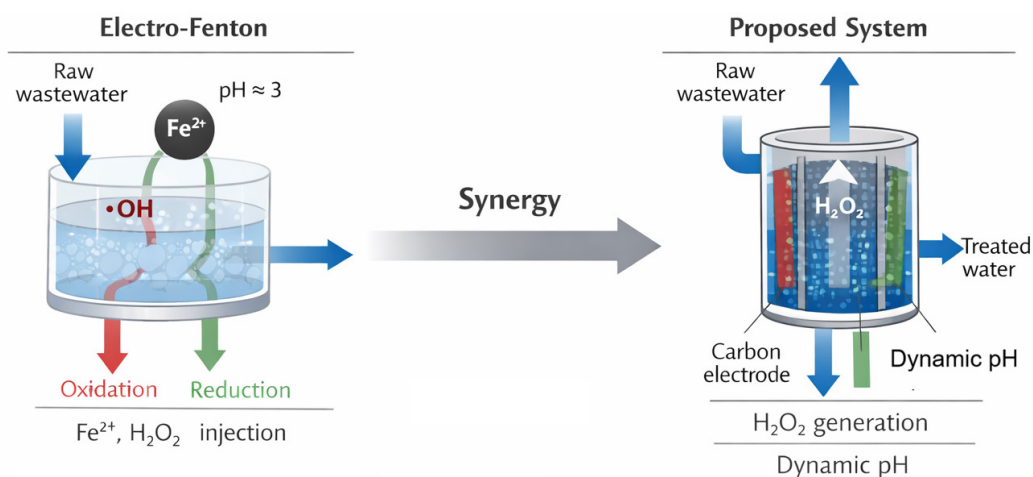 Electro-Fenton
Raw
wastewater
pH ≈ 3
Fe²⁺
•OH
Oxidation
Reduction
Fe²⁺, H₂O₂ injection
Synergy
Proposed System
Raw
wastewater
H₂O₂
Treated
water
Carbon
electrode
Dynamic pH
H₂O₂ generation
Dynamic pH